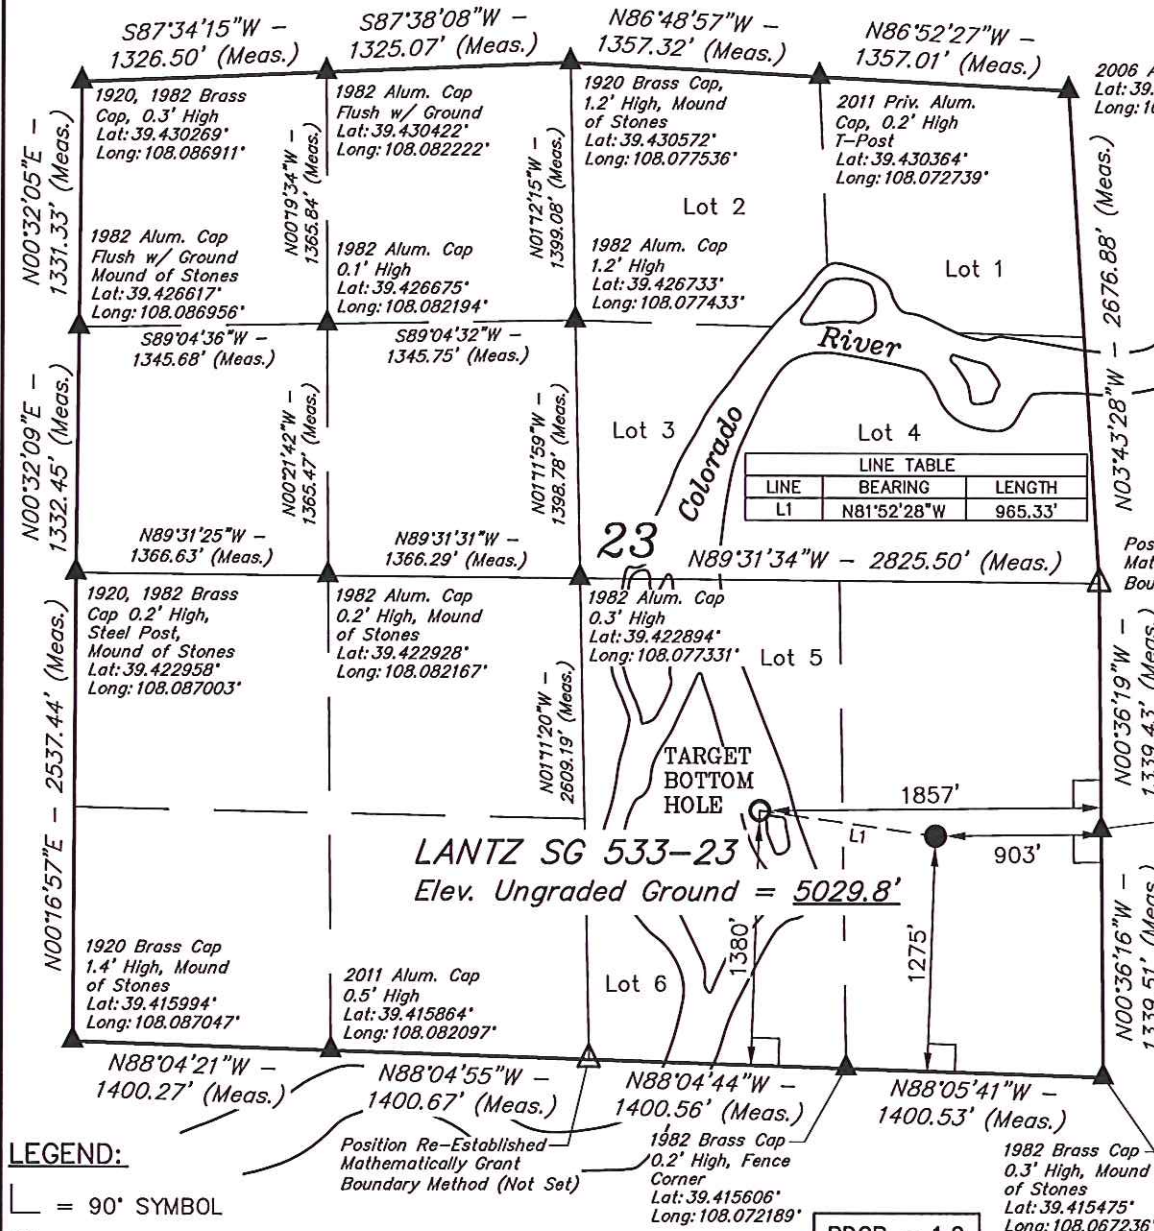 S87°34'15"W –
1326.50' (Meas.)
S87°38'08"W –
1325.07' (Meas.)
N86°48'57"W –
1357.32' (Meas.)
N86°52'27"W –
1357.01' (Meas.)
2006
Lat: 39.
Long:
1920, 1982 Brass
Cap, 0.3' High
Lat: 39.430269°
Long: 108.086911°
1982 Alum. Cap
Flush w/ Ground
Lat: 39.430422°
Long: 108.082222°
1920 Brass Cap,
1.2' High, Mound
of Stones
Lat: 39.430572°
Long: 108.077536°
2011 Priv. Alum.
Cap, 0.2' High
T–Post
Lat: 39.430364°
Long: 108.072739°
N00°32'05"E –
1331.33' (Meas.)
N00°19'34"W –
1365.84' (Meas.)
N01°12'15"W –
1399.08' (Meas.)
N03°43'28"W – 2676.88' (Meas.)
Lot 2
Lot 1
1982 Alum. Cap
Flush w/ Ground
Mound of Stones
Lat: 39.426617°
Long: 108.086956°
1982 Alum. Cap
0.1' High
Lat: 39.426675°
Long: 108.082194°
1982 Alum. Cap
1.2' High
Lat: 39.426733°
Long: 108.077433°
S89°04'36"W –
1345.68' (Meas.)
S89°04'32"W –
1345.75' (Meas.)
Colorado
River
N00°32'09"E –
1332.45' (Meas.)
N00°21'42"W –
1365.47' (Meas.)
N01°11'59"W –
1398.78' (Meas.)
Lot 3
Lot 4
LINE TABLE
LINE BEARING LENGTH
L1 N81°52'28"W 965.33'
N89°31'25"W –
1366.63' (Meas.)
N89°31'31"W –
1366.29' (Meas.)
23
N89°31'34"W – 2825.50' (Meas.)
Pos
Mat
Bou
1920, 1982 Brass
Cap 0.2' High,
Steel Post,
Mound of Stones
Lat: 39.422958°
Long: 108.087003°
1982 Alum. Cap
0.2' High, Mound
of Stones
Lat: 39.422928°
Long: 108.082167°
1982 Alum. Cap
0.3' High
Lat: 39.422894°
Long: 108.077331°
Lot 5
N00°16'57"E – 2537.44' (Meas.)
N01°11'20"W –
2609.19' (Meas.)
N00°36'19"W –
1339.43' (Meas.)
TARGET
BOTTOM
HOLE
1857'
L1
903'
LANTZ SG 533–23
Elev. Ungraded Ground = 5029.8'
1380'
1275'
N00°36'16"W –
1339.51' (Meas.)
1920 Brass Cap
1.4' High, Mound
of Stones
Lat: 39.415994°
Long: 108.087047°
2011 Alum. Cap
0.5' High
Lat: 39.415864°
Long: 108.082097°
Lot 6
N88°04'21"W –
1400.27' (Meas.)
N88°04'55"W –
1400.67' (Meas.)
N88°04'44"W –
1400.56' (Meas.)
N88°05'41"W –
1400.53' (Meas.)
Position Re–Established
Mathematically Grant
Boundary Method (Not Set)
1982 Brass Cap
0.2' High, Fence
Corner
Lat: 39.415606°
Long: 108.072189°
1982 Brass Cap
0.3' High, Mound
of Stones
Lat: 39.415475°
Long: 108.067236°
LEGEND:
= 90° SYMBOL